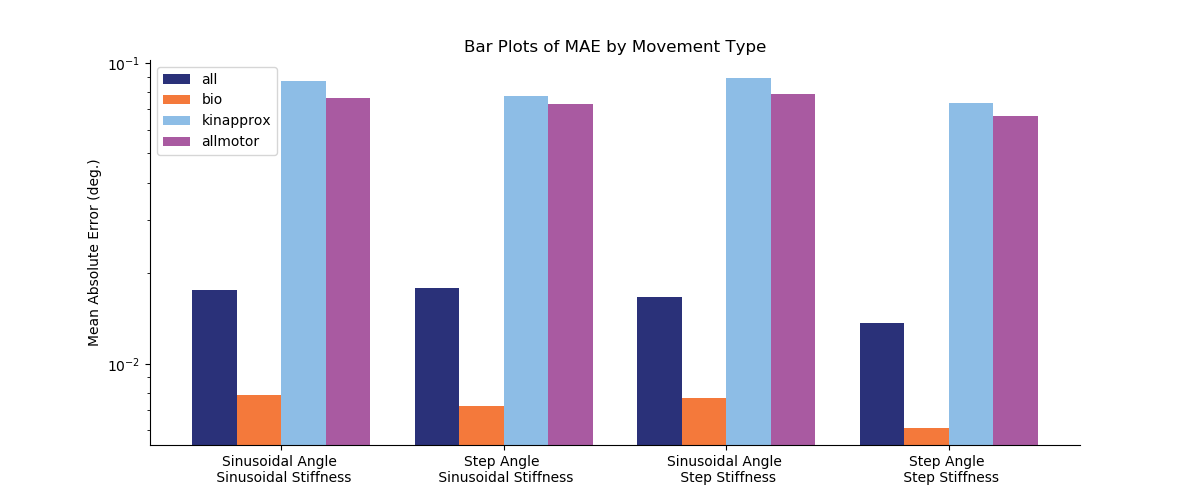 Bar Plots of MAE by Movement Type
10⁻¹
10⁻²
Mean Absolute Error (deg.)
all
bio
kinapprox
allmotor
Sinusoidal Angle
Sinusoidal Stiffness
Step Angle
Sinusoidal Stiffness
Sinusoidal Angle
Step Stiffness
Step Angle
Step Stiffness